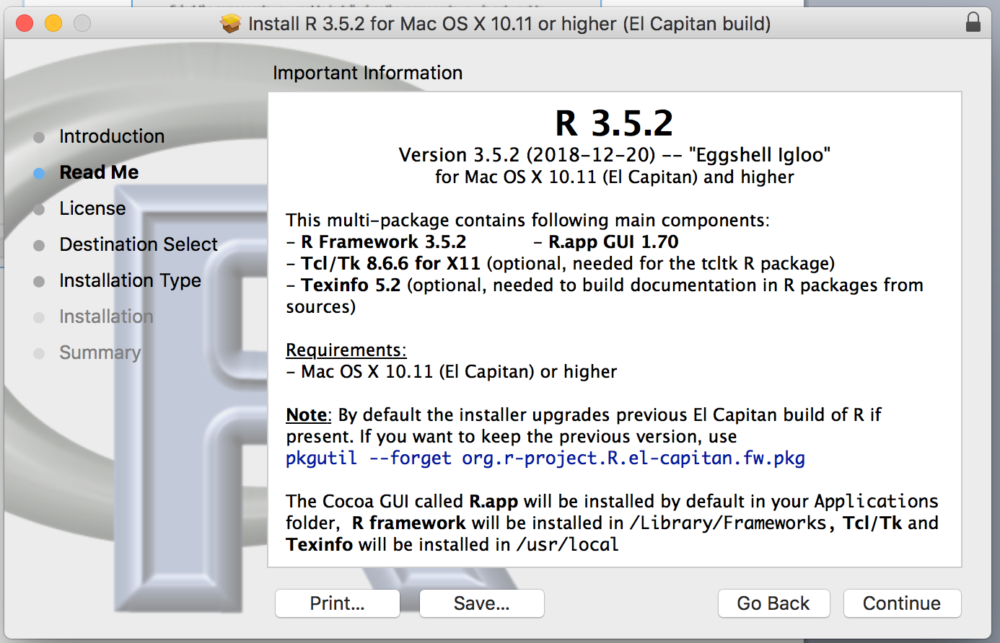 Install R 3.5.2 for Mac OS X 10.11 or higher (El Capitan build)
Important Information
Introduction
Read Me
License
Destination Select
Installation Type
Installation
Summary
R 3.5.2
Version 3.5.2 (2018-12-20) -- "Eggshell Igloo"
for Mac OS X 10.11 (El Capitan) and higher
This multi-package contains following main components:
- R Framework 3.5.2 - R.app GUI 1.70
- Tcl/Tk 8.6.6 for X11 (optional, needed for the tcltk R package)
- Texinfo 5.2 (optional, needed to build documentation in R packages from
sources)
Requirements:
- Mac OS X 10.11 (El Capitan) or higher
Note: By default the installer upgrades previous El Capitan build of R if
present. If you want to keep the previous version, use
pkgutil --forget org.r-project.R.el-capitan.fw.pkg
The Cocoa GUI called R.app will be installed by default in your Applications
folder, R framework will be installed in /Library/Frameworks, Tcl/Tk and
Texinfo will be installed in /usr/local
Print...
Save...
Go Back
Continue